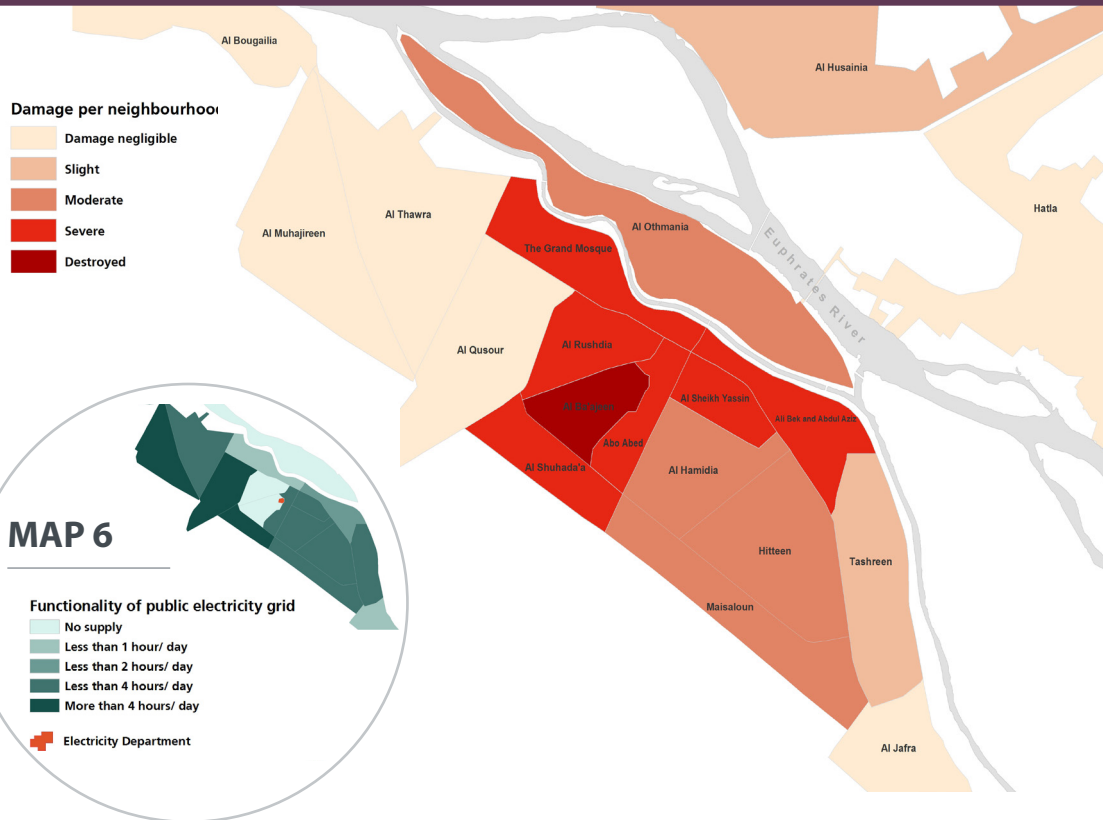 Al Bougailia
Al Husainia
Damage per neighbourhoo
Damage negligible
Slight
Moderate
Severe
Destroyed
Hatla
Al Thawra
Al Othmania
Al Muhajireen
The Grand Mosque
Euphrates River
Al Rushdia
Al Qusour
Al Sheikh Yassin
Ali Bek and Abdul Aziz
Abo Abed
Al Shuhada'a
Al Hamidia
Hitteen
Tashreen
Maisaloun
Al Jafra
MAP 6
Functionality of public electricity grid
No supply
Less than 1 hour/ day
Less than 2 hours/ day
Less than 4 hours/ day
More than 4 hours/ day
Electricity Department